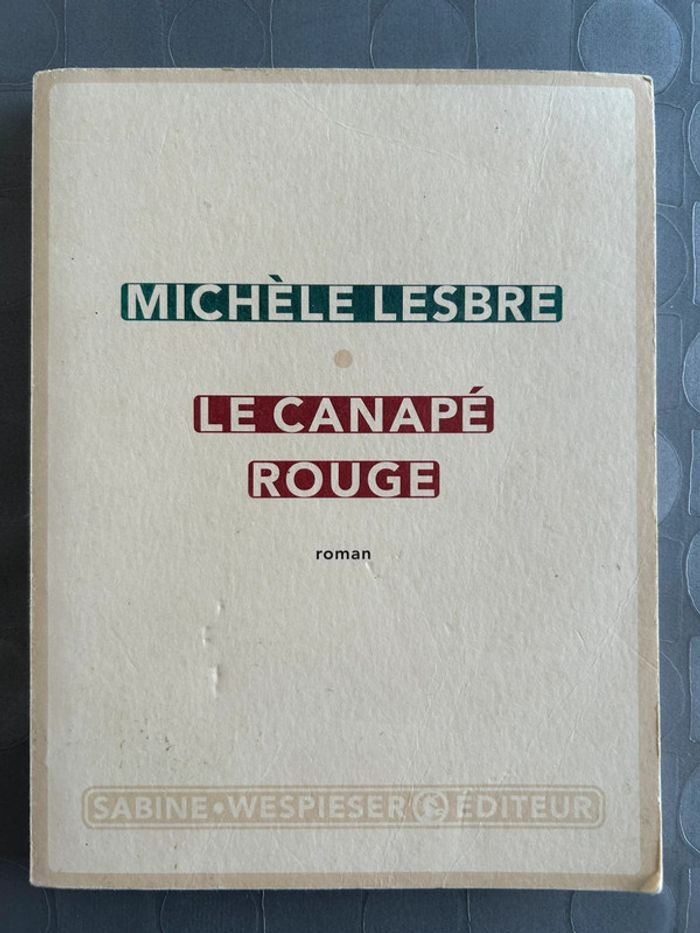 MICHÈLE LESBRE
LE CANAPÉ
ROUGE
roman
SABINE • WESPIESER ÉDITEUR